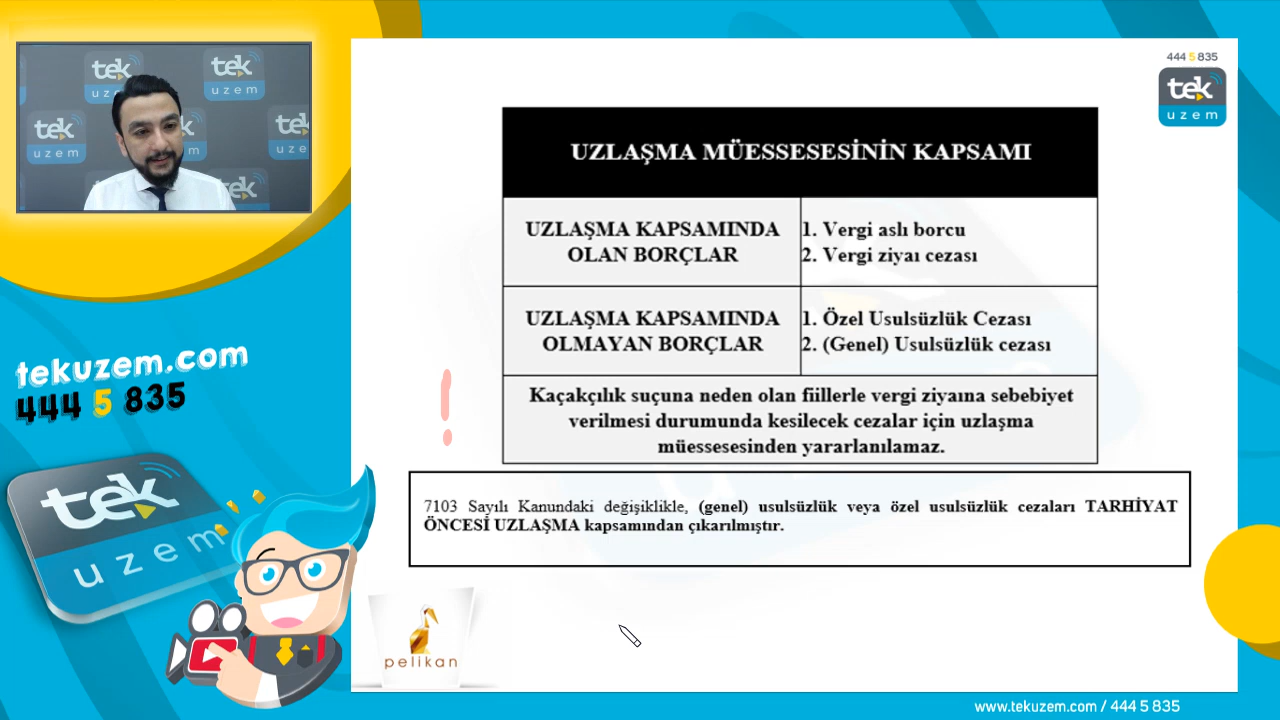 tek
uzem
tek
uzem
tek
uzem
tek
uzem
tekuzem.com
444 5 835
tek
uzem
444 5 835
tek
uzem
UZLAŞMA MÜESSESESİNİN KAPSAMI
UZLAŞMA KAPSAMINDA
OLAN BORÇLAR
1. Vergi aslı borcu
2. Vergi ziyaı cezası
UZLAŞMA KAPSAMINDA
OLMAYAN BORÇLAR
1. Özel Usulsüzlük Cezası
2. (Genel) Usulsüzlük cezası
Kaçakçılık suçuna neden olan fiillerle vergi ziyaına sebebiyet
verilmesi durumunda kesilecek cezalar için uzlaşma
müessesesinden yararlanılamaz.
!
7103 Sayılı Kanundaki değişiklikle, (genel) usulsüzlük veya özel usulsüzlük cezaları TARHİYAT
ÖNCESİ UZLAŞMA kapsamından çıkarılmıştır.
pelikan
www.tekuzem.com / 444 5 835